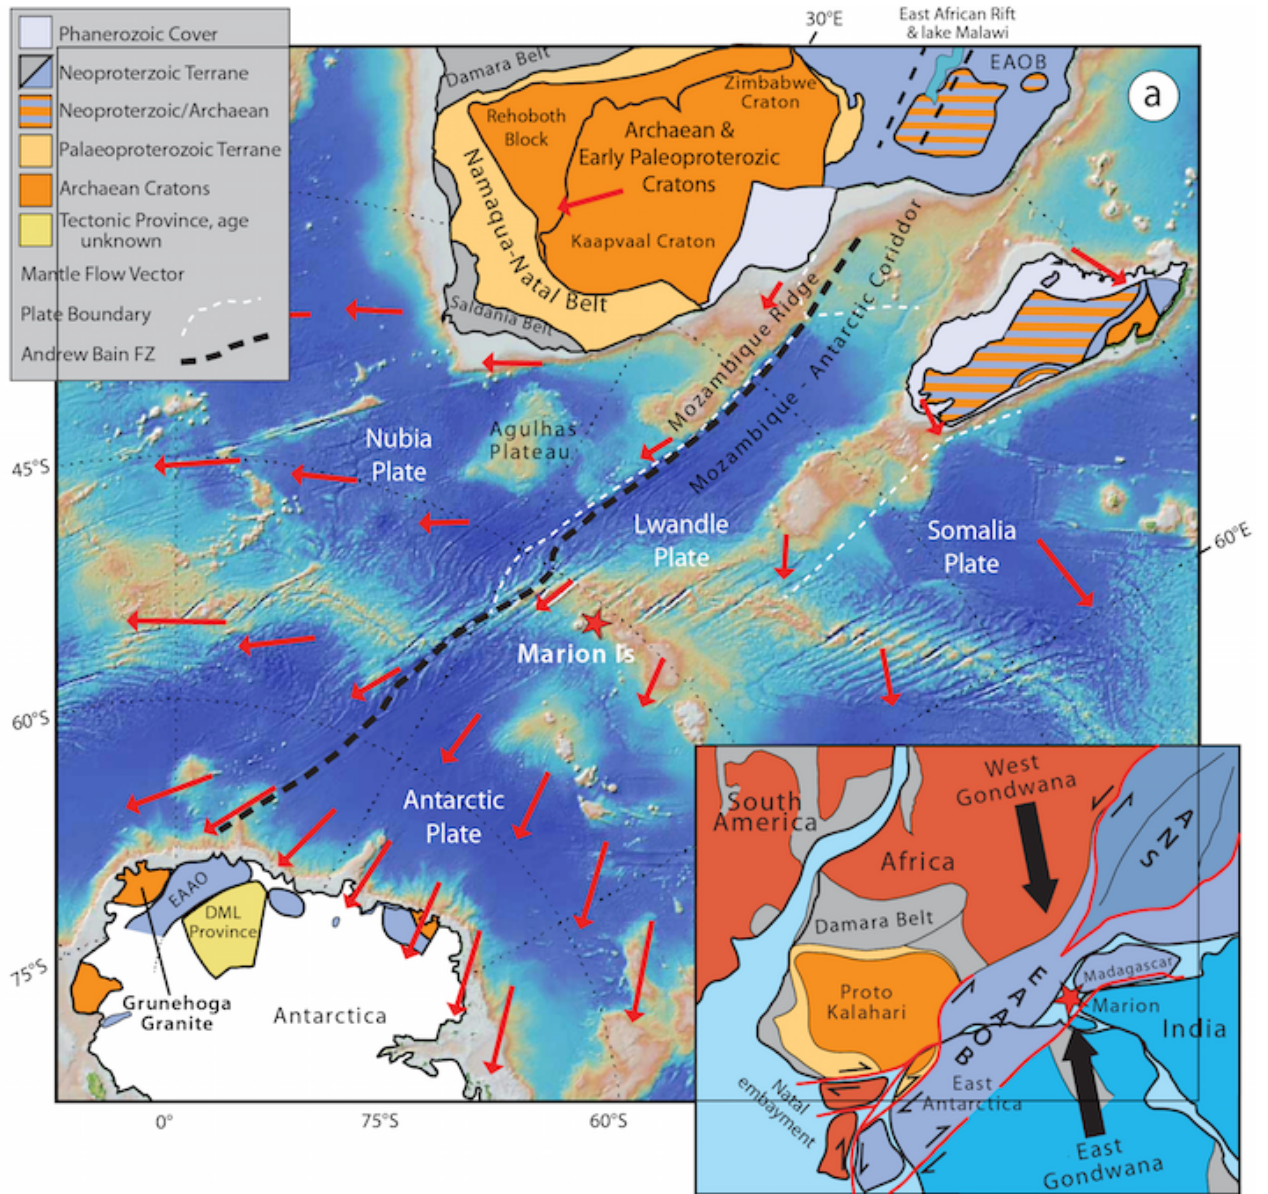 Phanerozoic Cover
Neoproterzoic Terrane
Neoproterzoic/Archaean
Palaeoproterozoic Terrane
Archaean Cratons
Tectonic Province, age
unknown
Mantle Flow Vector
Plate Boundary
Andrew Bain FZ
30°E
East African Rift
& lake Malawi
a
Damara Belt
EAOB
Zimbabwe
Craton
Rehoboth
Block
Archaean &
Early Paleoproterozic
Cratons
Namaqua-Natal Belt
Kaapvaal Craton
Saldania Belt
Mozambique Ridge
Mozambique - Antarctic Coriddor
45°S
Nubia
Plate
Agulhas
Plateau
Lwandle
Plate
Somalia
Plate
60°E
Marion Is
60°S
Antarctic
Plate
75°S
EAAO
DML
Province
Grunehoga
Granite
Antarctica
0°
75°S
60°S
South
America
West
Gondwana
Africa
ANS
Damara Belt
Proto
Kalahari
EAAOB
Madagascar
Marion
India
Natal
embayment
East
Antarctica
East
Gondwana